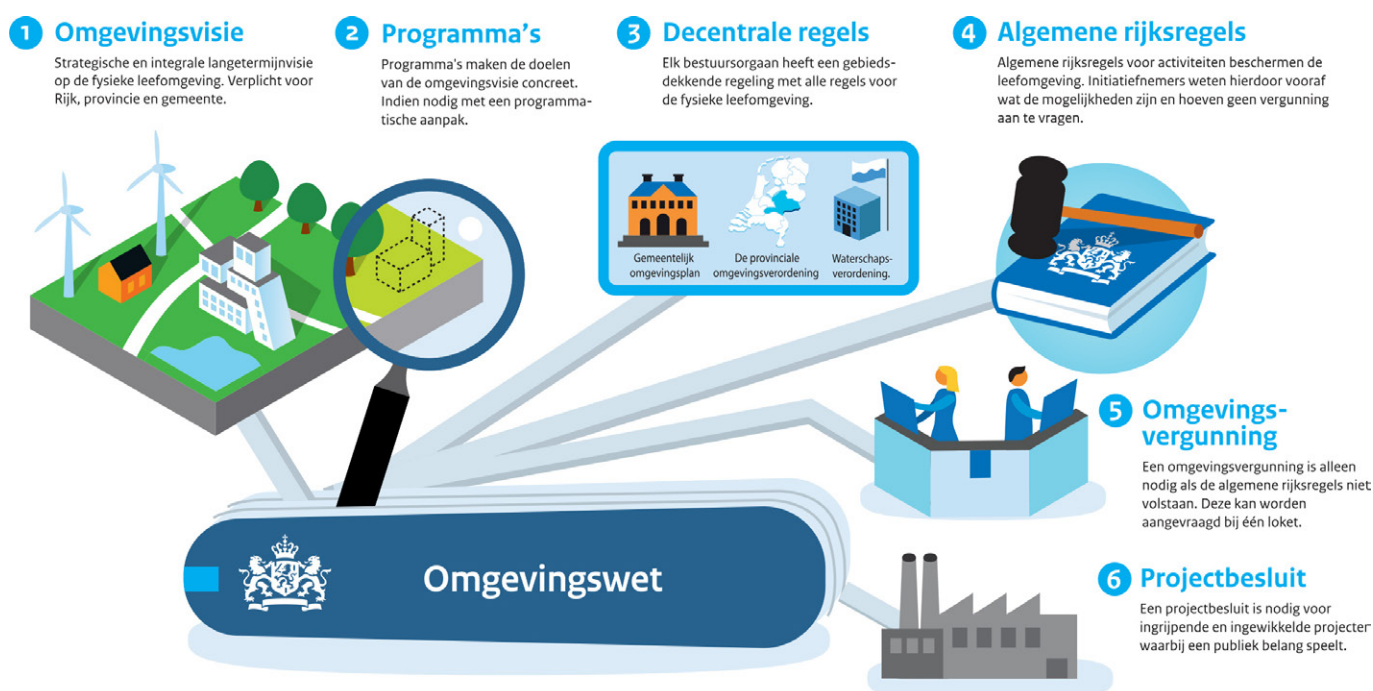 1 Omgevingsvisie
Strategische en integrale langetermijnvisie
op de fysieke leefomgeving. Verplicht voor
Rijk, provincie en gemeente.
2 Programma's
Programma's maken de doelen
van de omgevingsvisie concreet.
Indien nodig met een programma-
tische aanpak.
3 Decentrale regels
Elk bestuursorgaan heeft een gebieds-
dekkende regeling met alle regels voor
de fysieke leefomgeving.
Gemeentelijk
omgevingsplan
De provinciale
omgevingsverordening
Waterschaps-
verordening.
4 Algemene rijksregels
Algemene rijksregels voor activiteiten beschermen de
leefomgeving. Initiatiefnemers weten hierdoor vooraf
wat de mogelijkheden zijn en hoeven geen vergunning
aan te vragen.
5 Omgevings-
vergunning
Een omgevingsvergunning is alleen
nodig als de algemene rijksregels niet
volstaan. Deze kan worden
aangevraagd bij één loket.
6 Projectbesluit
Een projectbesluit is nodig voor
ingrijpende en ingewikkelde projecten
waarbij een publiek belang speelt.
Omgevingswet